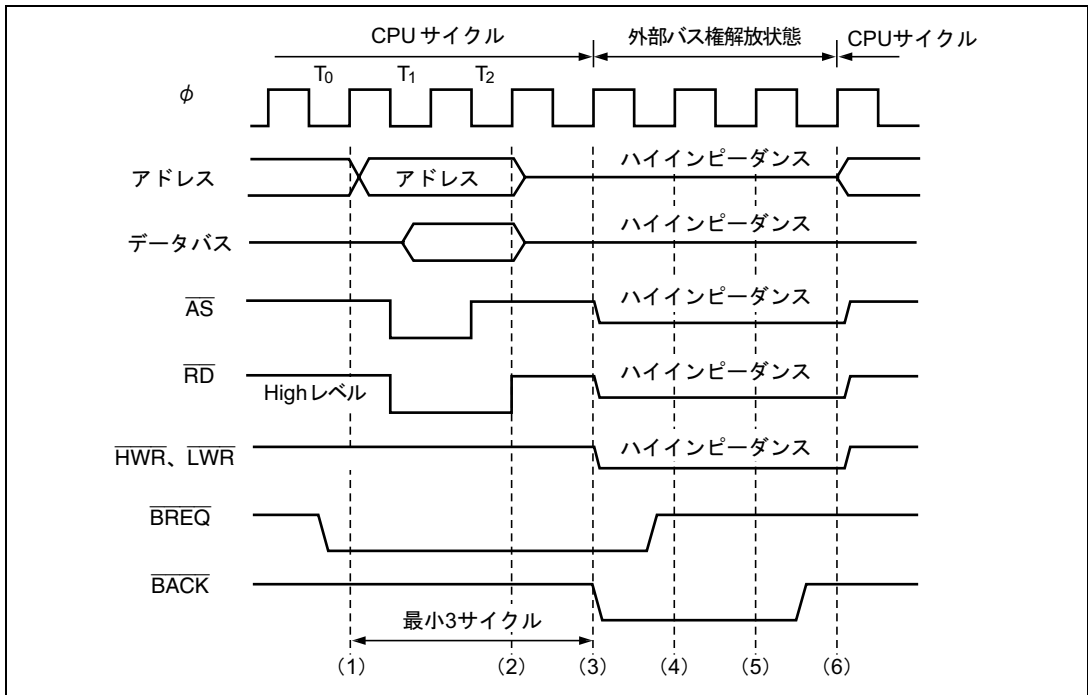 CPU サイクル 外部バス権解放状態 CPUサイクル
T0 T1 T2
φ
アドレス アドレス ハイインピーダンス
データバス ハイインピーダンス
AS ハイインピーダンス
RD Highレベル ハイインピーダンス
HWR、LWR ハイインピーダンス
BREQ
BACK
最小3サイクル
(1) (2) (3) (4) (5) (6)